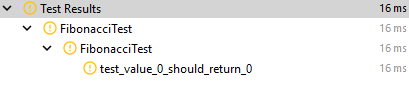 Test Results 16 ms
FibonacciTest 16 ms
FibonacciTest 16 ms
test_value_0_should_return_0 16 ms